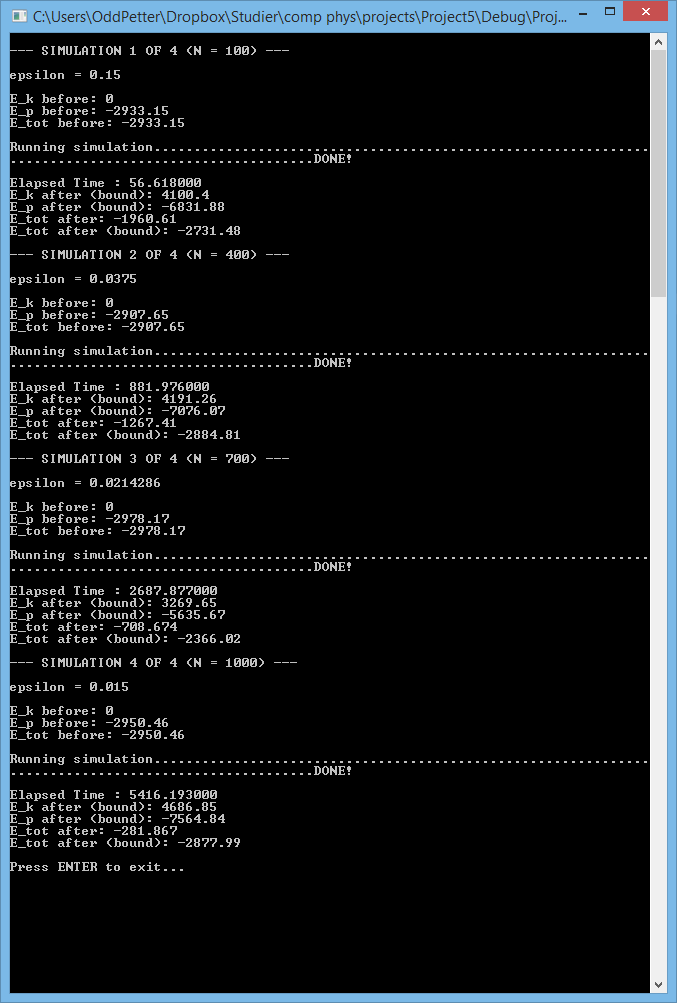 C:\Users\OddPetter\Dropbox\Studier\comp phys\projects\Project5\Debug\Proj...
--- SIMULATION 1 OF 4 (N = 100) ---
epsilon = 0.15
E_k before: 0
E_p before: -2933.15
E_tot before: -2933.15
Running simulation..............................................................
......................................DONE!
Elapsed Time : 56.618000
E_k after (bound): 4100.4
E_p after (bound): -6831.88
E_tot after: -1960.61
E_tot after (bound): -2731.48
--- SIMULATION 2 OF 4 (N = 400) ---
epsilon = 0.0375
E_k before: 0
E_p before: -2907.65
E_tot before: -2907.65
Running simulation..............................................................
......................................DONE!
Elapsed Time : 881.976000
E_k after (bound): 4191.26
E_p after (bound): -7076.07
E_tot after: -1267.41
E_tot after (bound): -2884.81
--- SIMULATION 3 OF 4 (N = 700) ---
epsilon = 0.0214286
E_k before: 0
E_p before: -2978.17
E_tot before: -2978.17
Running simulation..............................................................
......................................DONE!
Elapsed Time : 2687.877000
E_k after (bound): 3269.65
E_p after (bound): -5635.67
E_tot after: -708.674
E_tot after (bound): -2366.02
--- SIMULATION 4 OF 4 (N = 1000) ---
epsilon = 0.015
E_k before: 0
E_p before: -2950.46
E_tot before: -2950.46
Running simulation..............................................................
......................................DONE!
Elapsed Time : 5416.193000
E_k after (bound): 4686.85
E_p after (bound): -7564.84
E_tot after: -281.867
E_tot after (bound): -2877.99
Press ENTER to exit...